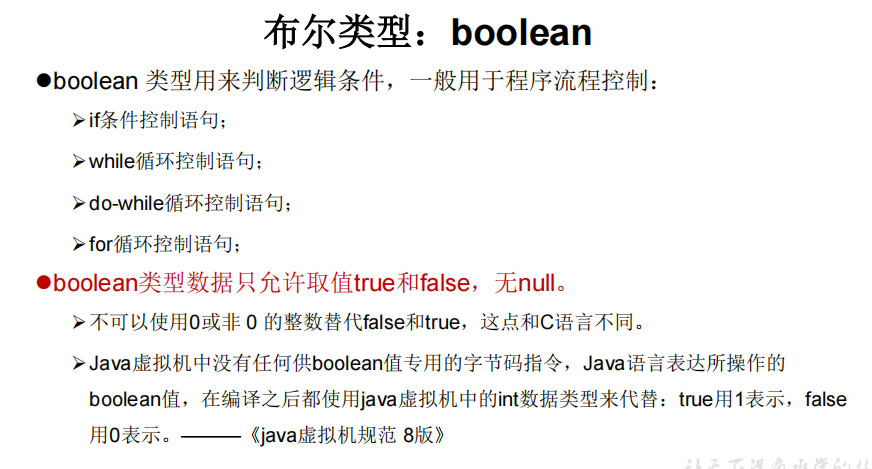 布尔类型：boolean
●boolean 类型用来判断逻辑条件，一般用于程序流程控制：
➢if条件控制语句；
➢while循环控制语句；
➢do-while循环控制语句；
➢for循环控制语句；
●boolean类型数据只允许取值true和false，无null。
➢不可以使用0或非 0 的整数替代false和true，这点和C语言不同。
➢Java虚拟机中没有任何供boolean值专用的字节码指令，Java语言表达所操作的
boolean值，在编译之后都使用java虚拟机中的int数据类型来代替：true用1表示，false
用0表示。———《java虚拟机规范 8版》